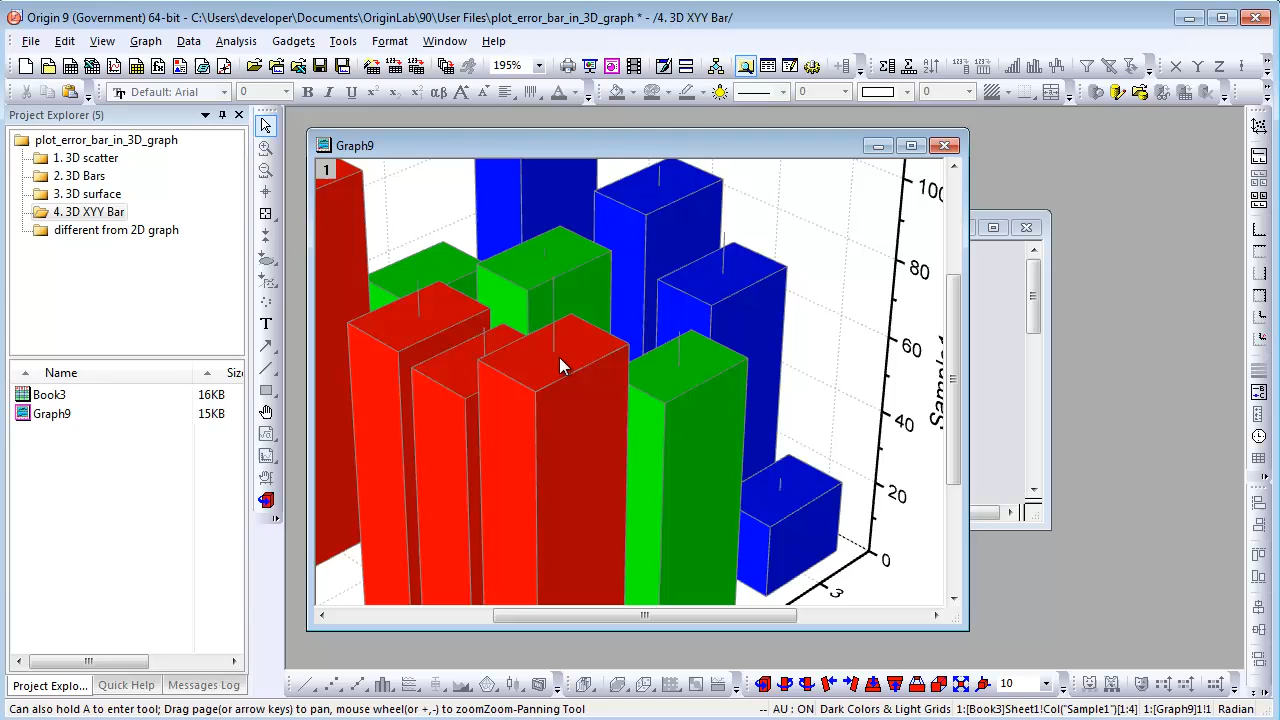 Origin 9 (Government) 64-bit - C:\Users\developer\Documents\OriginLab\90\User Files\plot_error_bar_in_3D_graph * - /4. 3D XYY Bar/
File Edit View Graph Data Analysis Gadgets Tools Format Window Help
195%
Default: Arial 0 B I U αβ A A A 0 0
Project Explorer (5)
plot_error_bar_in_3D_graph
1. 3D scatter
2. 3D Bars
3. 3D surface
4. 3D XYY Bar
different from 2D graph
Name Size
Book3 16KB
Graph9 15KB
Project Explo... Quick Help Messages Log
Graph9
1
100
80
60
40
20
0
3
T
10
Can also hold A to enter tool; Drag page(or arrow keys) to pan, mouse wheel(or +,-) to zoomZoom-Panning Tool
-- AU : ON Dark Colors & Light Grids 1:[Book3]Sheet1!Col("Sample1")[1:4] 1:[Graph9]1!1 Radian